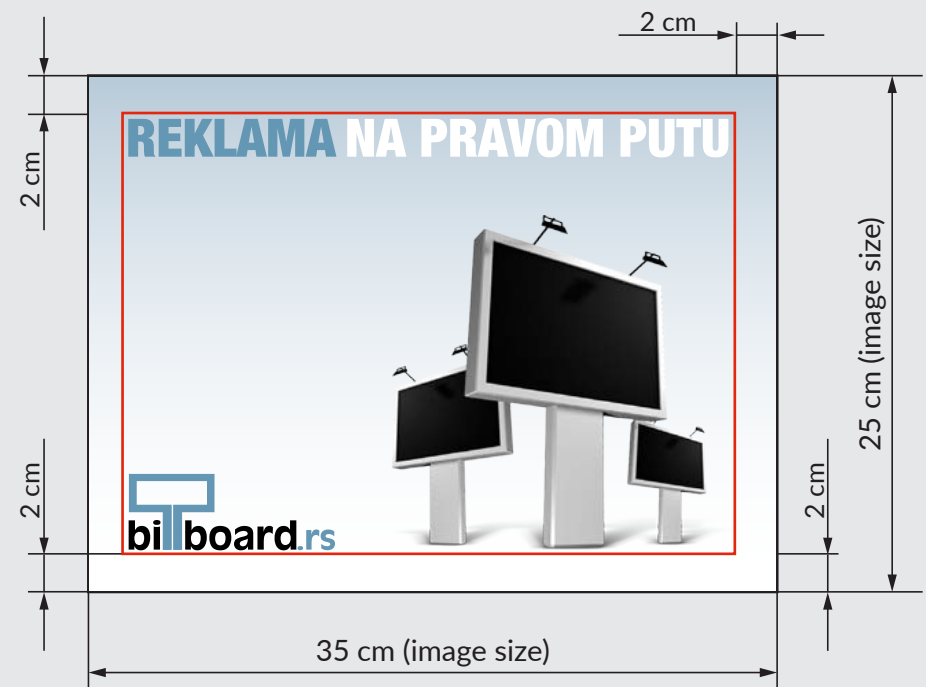 2 cm
2 cm
REKLAMA NA PRAVOM PUTU
25 cm (image size)
2 cm
2 cm
billboard.rs
35 cm (image size)